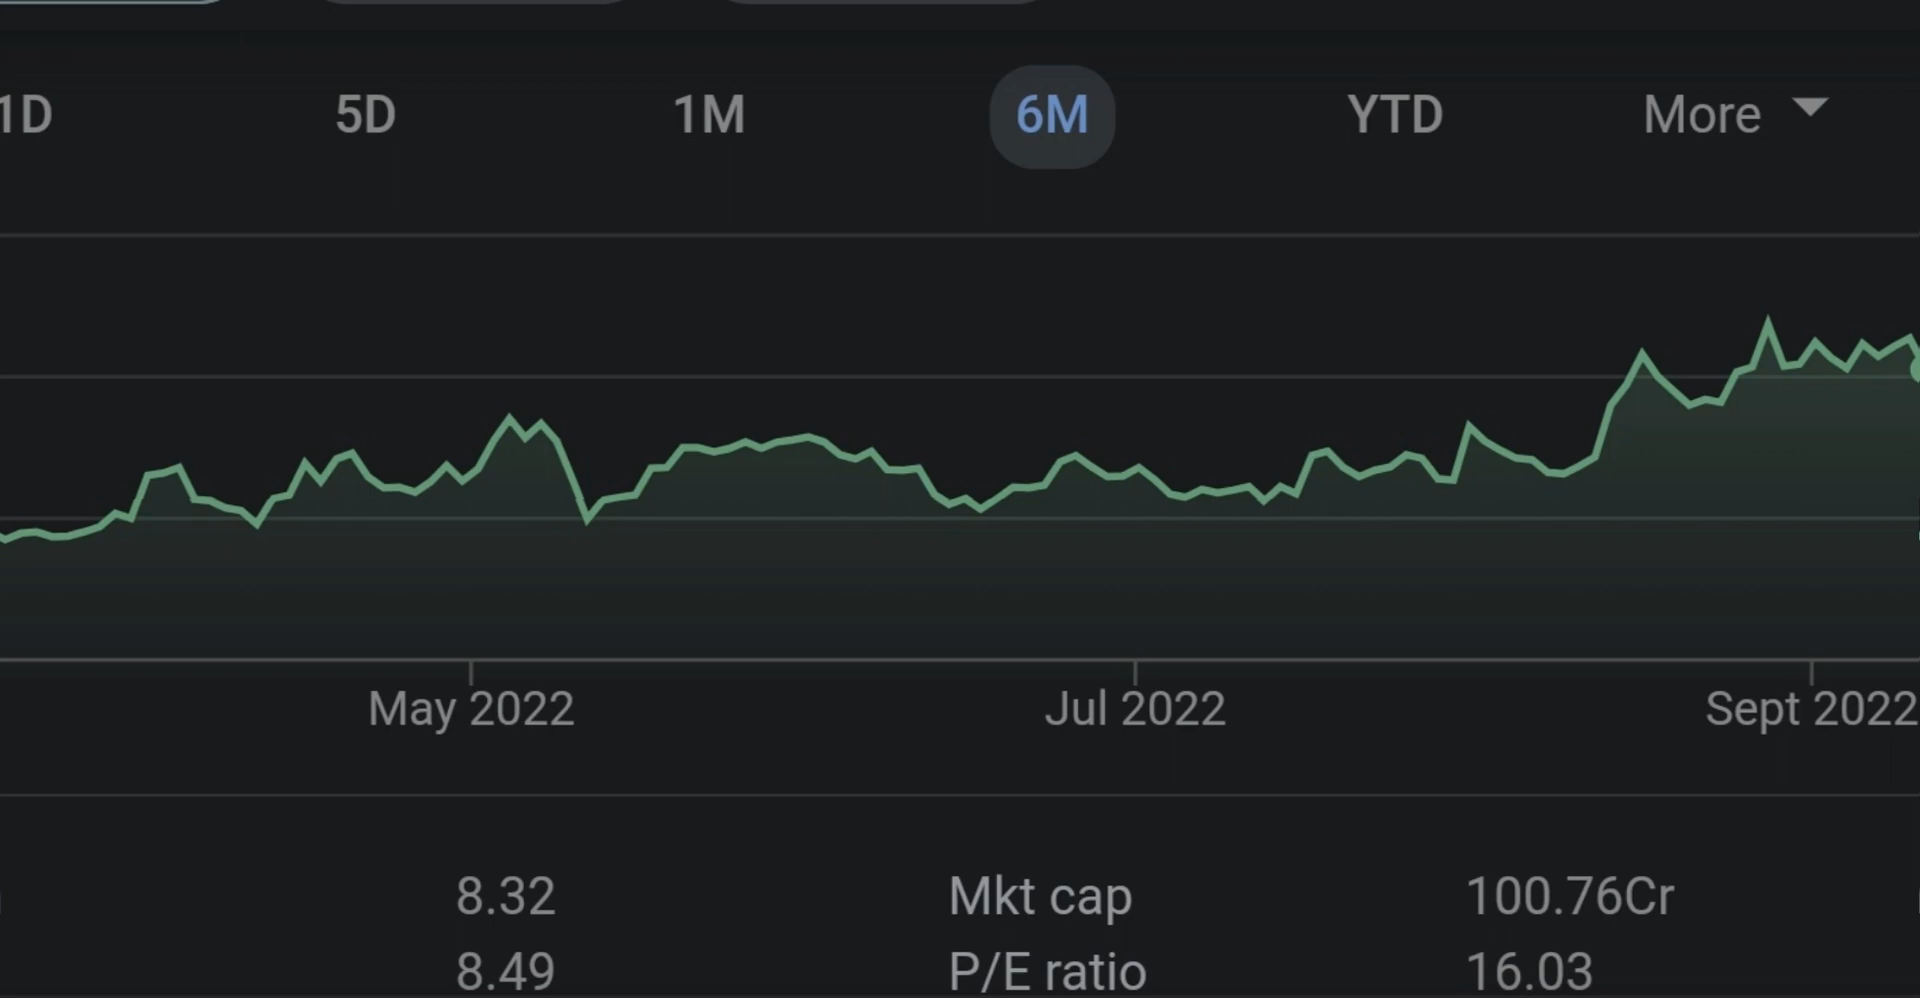 1D 5D 1M 6M YTD More
May 2022 Jul 2022 Sept 2022
8.32 Mkt cap 100.76Cr
8.49 P/E ratio 16.03